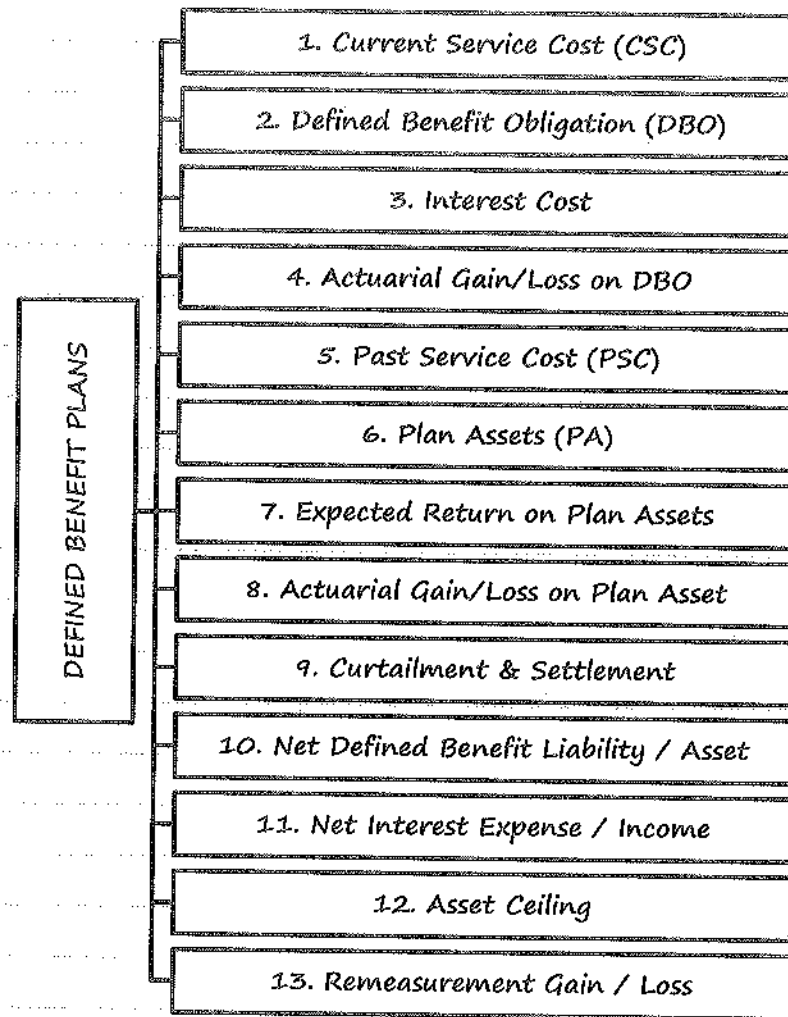 DEFINED BENEFIT PLANS
1. Current Service Cost (CSC)
2. Defined Benefit Obligation (DBO)
3. Interest Cost
4. Actuarial Gain/Loss on DBO
5. Past Service Cost (PSC)
6. Plan Assets (PA)
7. Expected Return on Plan Assets
8. Actuarial Gain/Loss on Plan Asset
9. Curtailment & Settlement
10. Net Defined Benefit Liability / Asset
11. Net Interest Expense / Income
12. Asset Ceiling
13. Remeasurement Gain / Loss